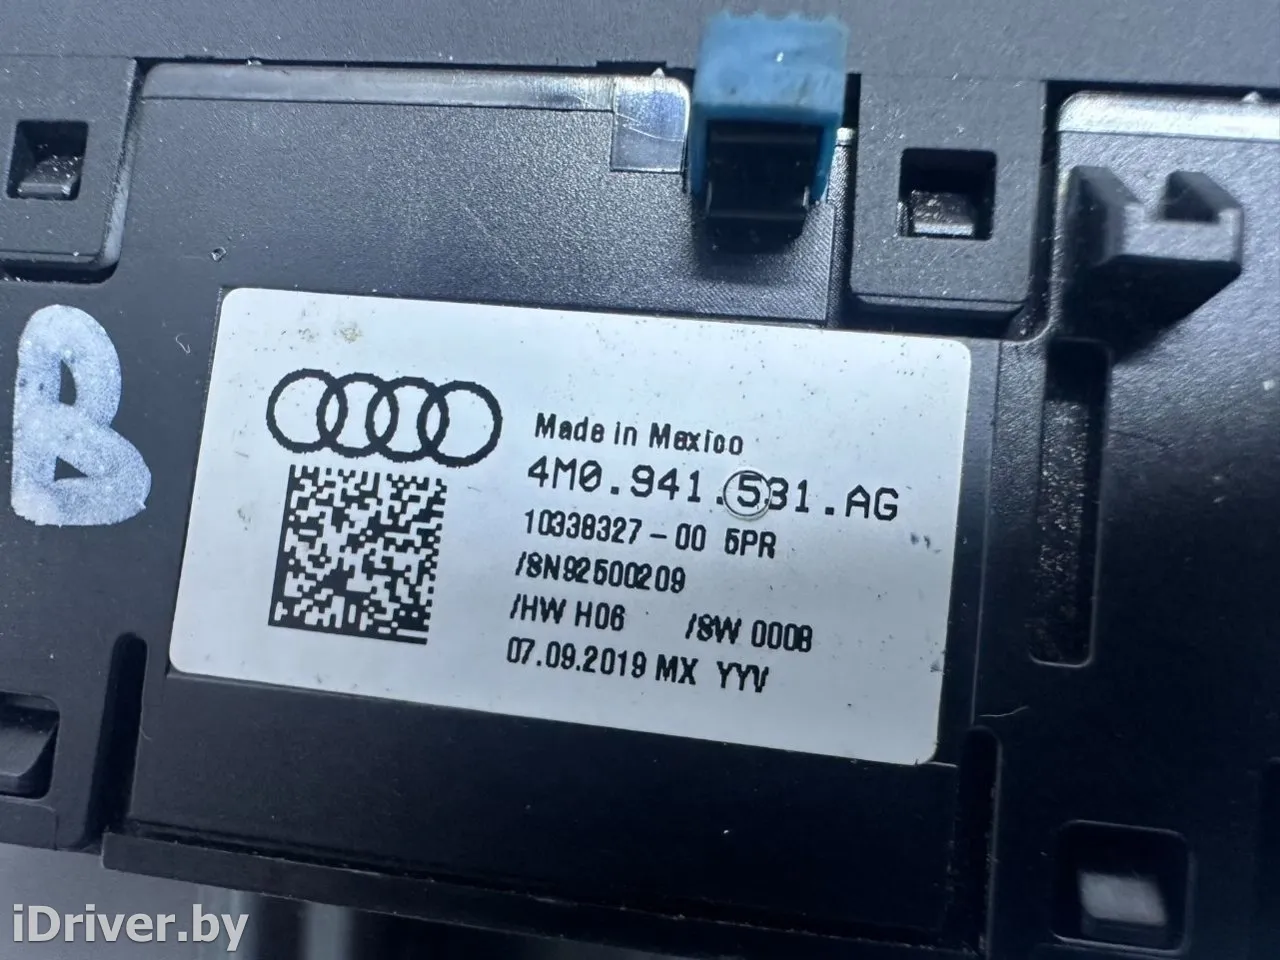 B
Made in Mexico
4M0.941.531.AG
10338327-00 5PR
/SN92500209
/HW H06 /SW 0008
07.09.2019 MX YYV
iDriver.by